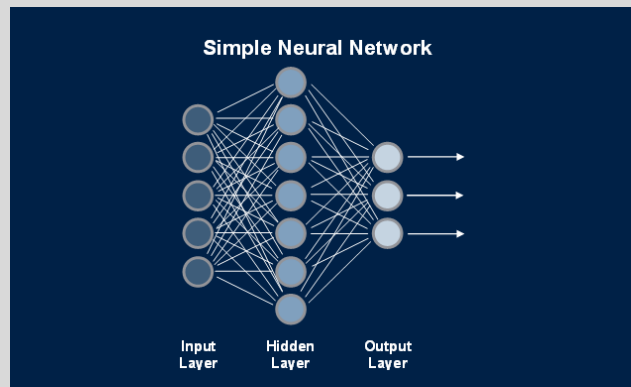 Simple Neural Network
Input
Layer
Hidden
Layer
Output
Layer